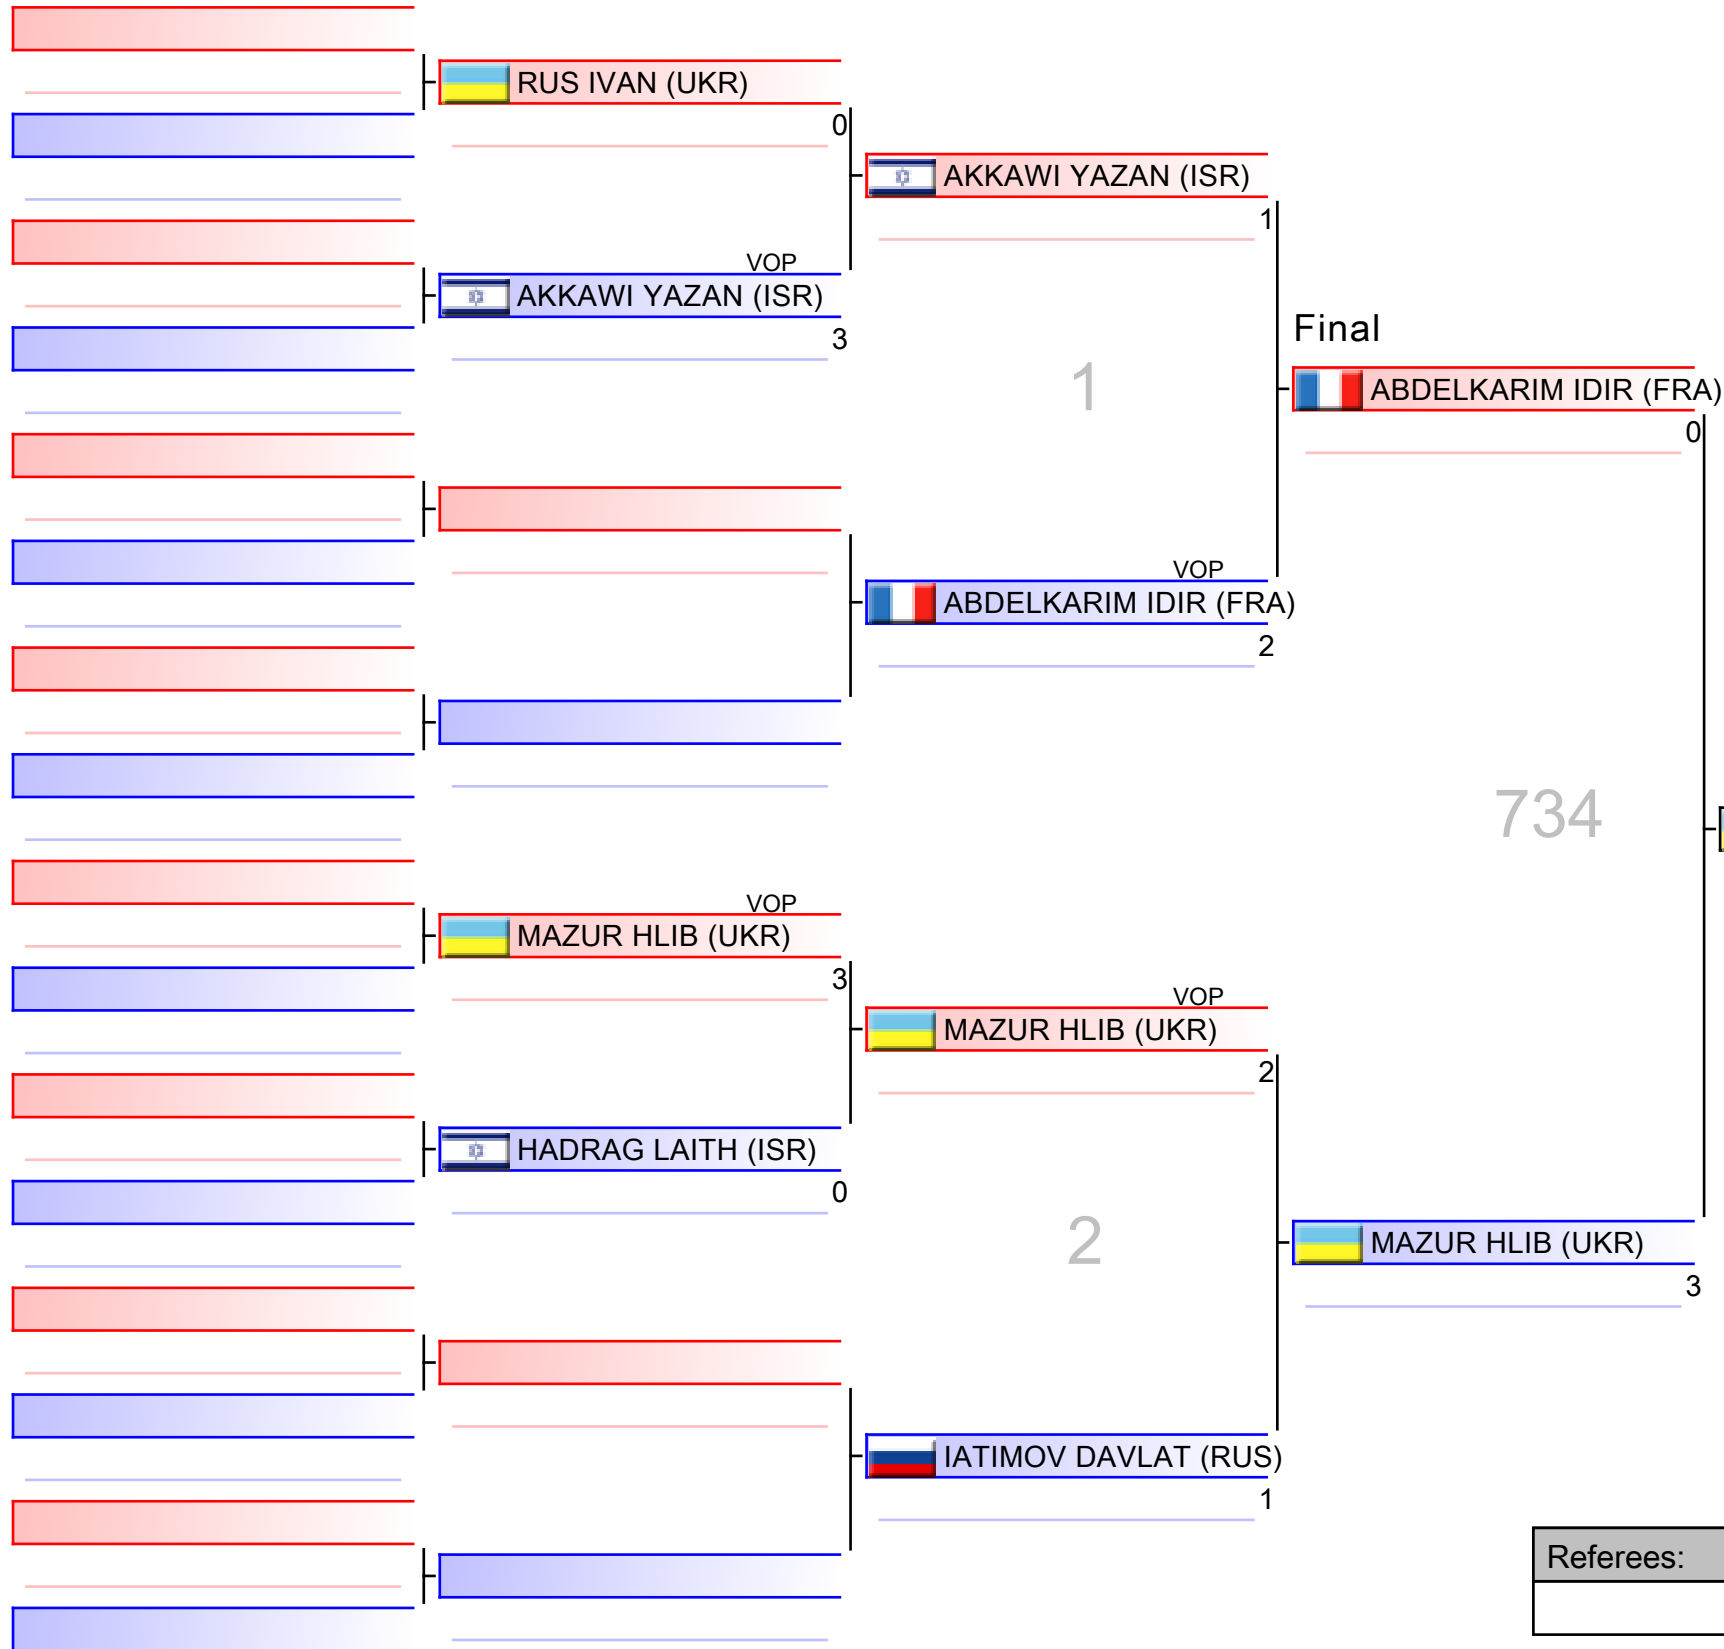 RUS IVAN (UKR)
0
VOP
AKKAWI YAZAN (ISR)
3
AKKAWI YAZAN (ISR)
1
1
VOP
ABDELKARIM IDIR (FRA)
2
Final
ABDELKARIM IDIR (FRA)
0
734
VOP
MAZUR HLIB (UKR)
3
HADRAG LAITH (ISR)
0
VOP
MAZUR HLIB (UKR)
2
2
IATIMOV DAVLAT (RUS)
1
MAZUR HLIB (UKR)
3
Referees: